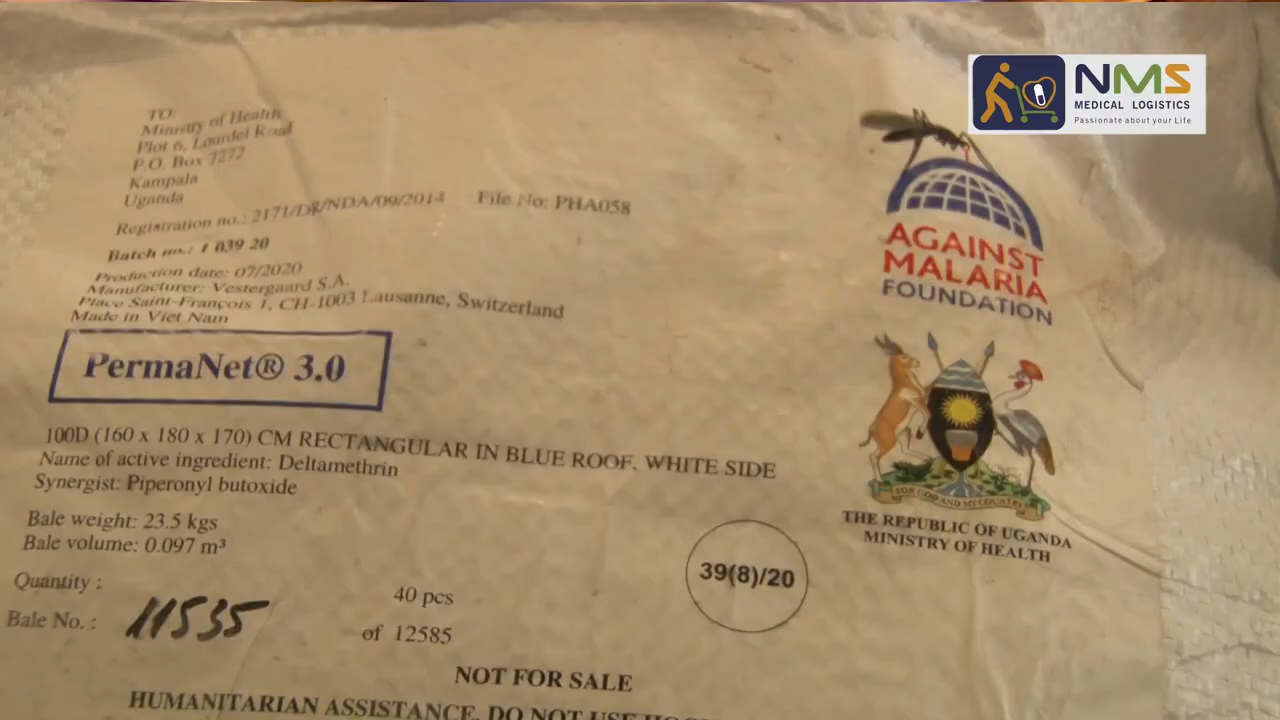 NMS
MEDICAL LOGISTICS
Passionate about your Life
TO:
Ministry of Health
Plot 6, Lourdel Road
P.O. Box 7272
Kampala
Uganda
Registration no.: 2171/DR/NDA/09/2014 File No: PHA058
Batch no.: 1 039 20
Production date: 07/2020
Manufacturer: Vestergaard S.A.
Place Saint-François 1, CH-1003 Lausanne, Switzerland
Made in Viet Nam
PermaNet® 3.0
100D (160 x 180 x 170) CM RECTANGULAR IN BLUE ROOF, WHITE SIDE
Name of active ingredient: Deltamethrin
Synergist: Piperonyl butoxide
Bale weight: 23.5 kgs
Bale volume: 0.097 m³
Quantity : 40 pcs
Bale No. : 11535 of 12585
39(8)/20
AGAINST
MALARIA
FOUNDATION
FOR GOD AND MY COUNTRY
THE REPUBLIC OF UGANDA
MINISTRY OF HEALTH
NOT FOR SALE
HUMANITARIAN ASSISTANCE, DO NOT USE